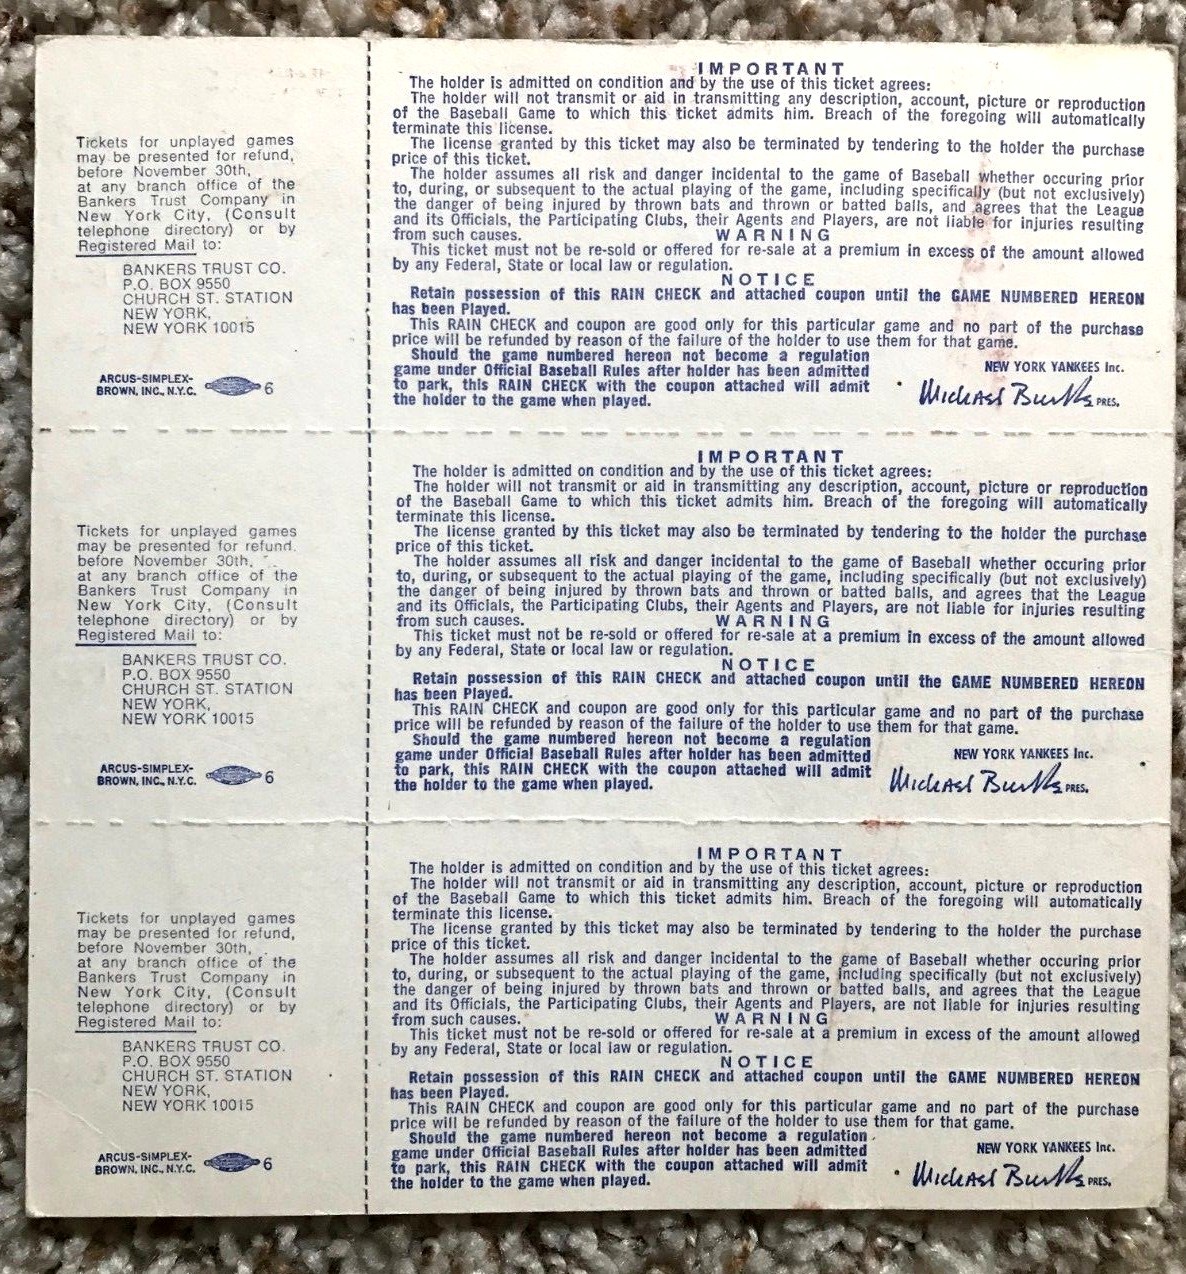 Tickets for unplayed games
may be presented for refund,
before November 30th,
at any branch office of the
Bankers Trust Company in
New York City, (Consult
telephone directory) or by
Registered Mail to:
BANKERS TRUST CO.
P.O. BOX 9550
CHURCH ST. STATION
NEW YORK,
NEW YORK 10015
ARCUS-SIMPLEX-
BROWN, INC., N.Y.C. 6
IMPORTANT
The holder is admitted on condition and by the use of this ticket agrees:
The holder will not transmit or aid in transmitting any description, account, picture or reproduction
of the Baseball Game to which this ticket admits him. Breach of the foregoing will automatically
terminate this license.
The license granted by this ticket may also be terminated by tendering to the holder the purchase
price of this ticket.
The holder assumes all risk and danger incidental to the game of Baseball whether occuring prior
to, during, or subsequent to the actual playing of the game, including specifically (but not exclusively)
the danger of being injured by thrown bats and thrown or batted balls, and agrees that the League
and its Officials, the Participating Clubs, their Agents and Players, are not liable for injuries resulting
from such causes. WARNING
This ticket must not be re-sold or offered for re-sale at a premium in excess of the amount allowed
by any Federal, State or local law or regulation.
NOTICE
Retain possession of this RAIN CHECK and attached coupon until the GAME NUMBERED HEREON
has been Played.
This RAIN CHECK and coupon are good only for this particular game and no part of the purchase
price will be refunded by reason of the failure of the holder to use them for that game.
Should the game numbered hereon not become a regulation
game under Official Baseball Rules after holder has been admitted
to park, this RAIN CHECK with the coupon attached will admit
the holder to the game when played.
NEW YORK YANKEES Inc.
Michael Burke PRES.
Tickets for unplayed games
may be presented for refund.
before November 30th,
at any branch office of the
Bankers Trust Company in
New York City, (Consult
telephone directory) or by
Registered Mail to:
BANKERS TRUST CO.
P.O. BOX 9550
CHURCH ST. STATION
NEW YORK,
NEW YORK 10015
ARCUS-SIMPLEX-
BROWN, INC., N.Y.C. 6
IMPORTANT
The holder is admitted on condition and by the use of this ticket agrees:
The holder will not transmit or aid in transmitting any description, account, picture or reproduction
of the Baseball Game to which this ticket admits him. Breach of the foregoing will automatically
terminate this license.
The license granted by this ticket may also be terminated by tendering to the holder the purchase
price of this ticket.
The holder assumes all risk and danger incidental to the game of Baseball whether occuring prior
to, during, or subsequent to the actual playing of the game, including specifically (but not exclusively)
the danger of being injured by thrown bats and thrown or batted balls, and agrees that the League
and its Officials, the Participating Clubs, their Agents and Players, are not liable for injuries resulting
from such causes. WARNING
This ticket must not be re-sold or offered for re-sale at a premium in excess of the amount allowed
by any Federal, State or local law or regulation.
NOTICE
Retain possession of this RAIN CHECK and attached coupon until the GAME NUMBERED HEREON
has been Played.
This RAIN CHECK and coupon are good only for this particular game and no part of the purchase
price will be refunded by reason of the failure of the holder to use them for that game.
Should the game numbered hereon not become a regulation
game under Official Baseball Rules after holder has been admitted
to park, this RAIN CHECK with the coupon attached will admit
the holder to the game when played.
NEW YORK YANKEES Inc.
Michael Burke PRES.
Tickets for unplayed games
may be presented for refund,
before November 30th,
at any branch office of the
Bankers Trust Company in
New York City, (Consult
telephone directory) or by
Registered Mail to:
BANKERS TRUST CO.
P.O. BOX 9550
CHURCH ST. STATION
NEW YORK,
NEW YORK 10015
ARCUS-SIMPLEX-
BROWN, INC., N.Y.C. 6
IMPORTANT
The holder is admitted on condition and by the use of this ticket agrees:
The holder will not transmit or aid in transmitting any description, account, picture or reproduction
of the Baseball Game to which this ticket admits him. Breach of the foregoing will automatically
terminate this license.
The license granted by this ticket may also be terminated by tendering to the holder the purchase
price of this ticket.
The holder assumes all risk and danger incidental to the game of Baseball whether occuring prior
to, during, or subsequent to the actual playing of the game, including specifically (but not exclusively)
the danger of being injured by thrown bats and thrown or batted balls, and agrees that the League
and its Officials, the Participating Clubs, their Agents and Players, are not liable for injuries resulting
from such causes. WARNING
This ticket must not be re-sold or offered for re-sale at a premium in excess of the amount allowed
by any Federal, State or local law or regulation.
NOTICE
Retain possession of this RAIN CHECK and attached coupon until the GAME NUMBERED HEREON
has been Played.
This RAIN CHECK and coupon are good only for this particular game and no part of the purchase
price will be refunded by reason of the failure of the holder to use them for that game.
Should the game numbered hereon not become a regulation
game under Official Baseball Rules after holder has been admitted
to park, this RAIN CHECK with the coupon attached will admit
the holder to the game when played.
NEW YORK YANKEES Inc.
Michael Burke PRES.